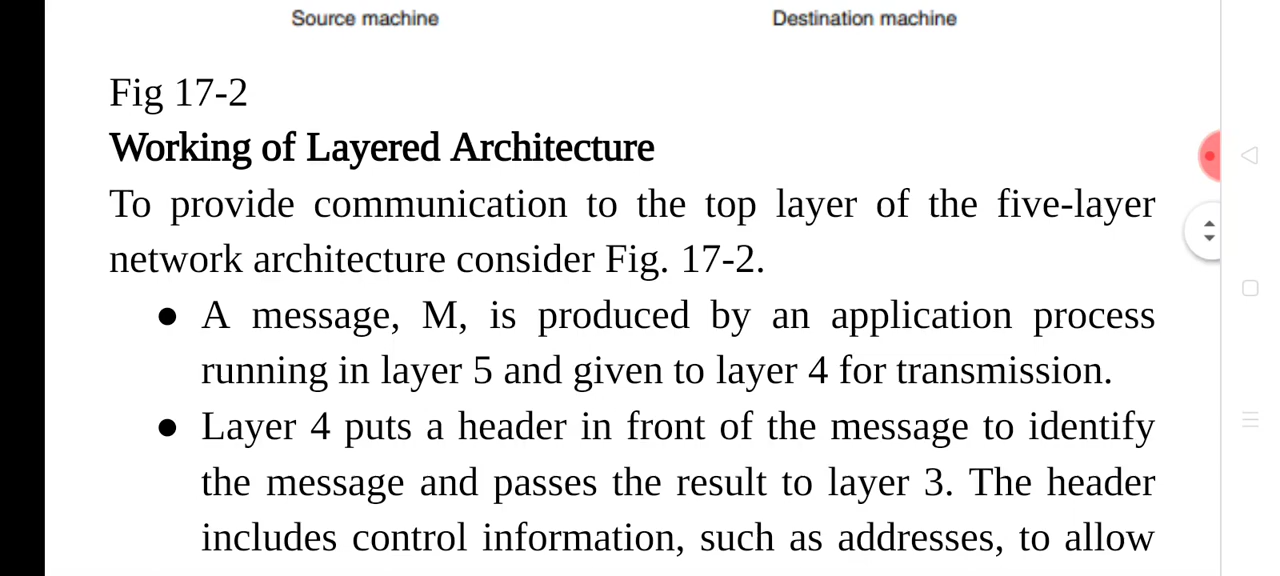 Source machine Destination machine
Fig 17-2
Working of Layered Architecture
To provide communication to the top layer of the five-layer
network architecture consider Fig. 17-2.
● A message, M, is produced by an application process
running in layer 5 and given to layer 4 for transmission.
● Layer 4 puts a header in front of the message to identify
the message and passes the result to layer 3. The header
includes control information, such as addresses, to allow